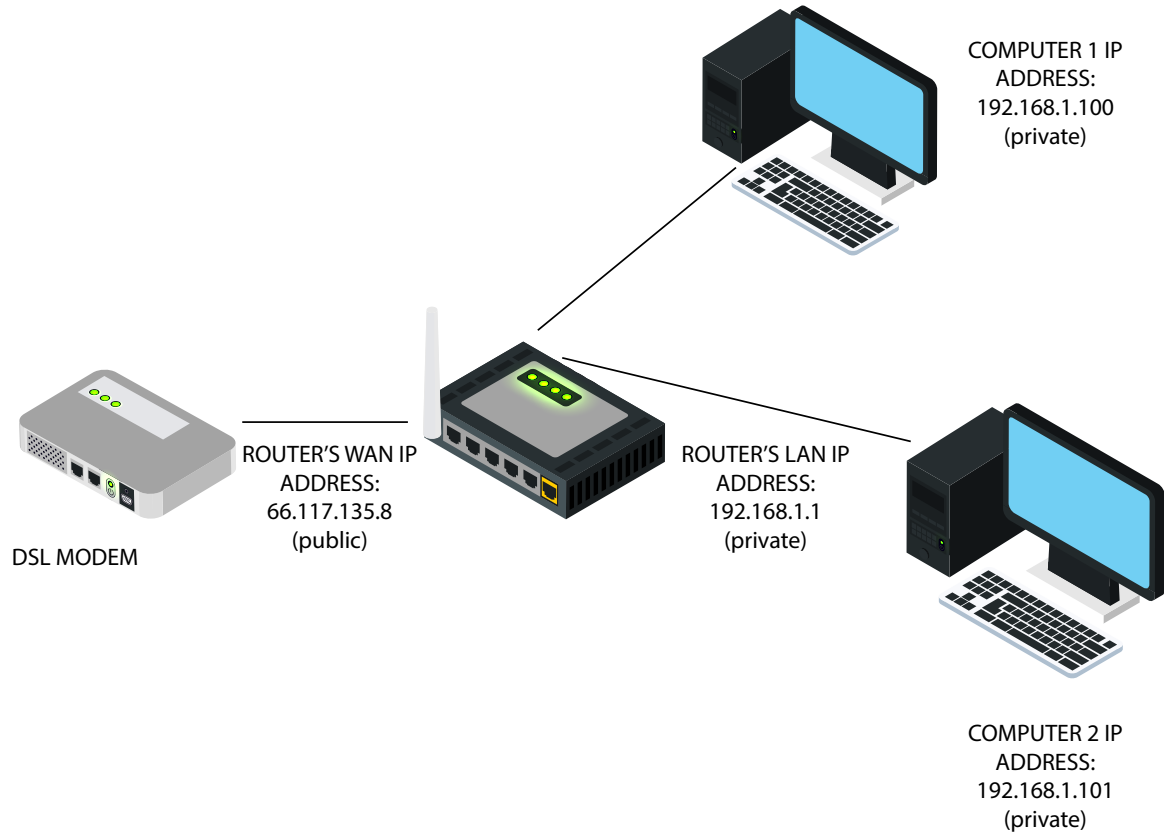 COMPUTER 1 IP
ADDRESS:
192.168.1.100
(private)
ROUTER’S WAN IP
ADDRESS:
66.117.135.8
(public)
ROUTER’S LAN IP
ADDRESS:
192.168.1.1
(private)
DSL MODEM
COMPUTER 2 IP
ADDRESS:
192.168.1.101
(private)